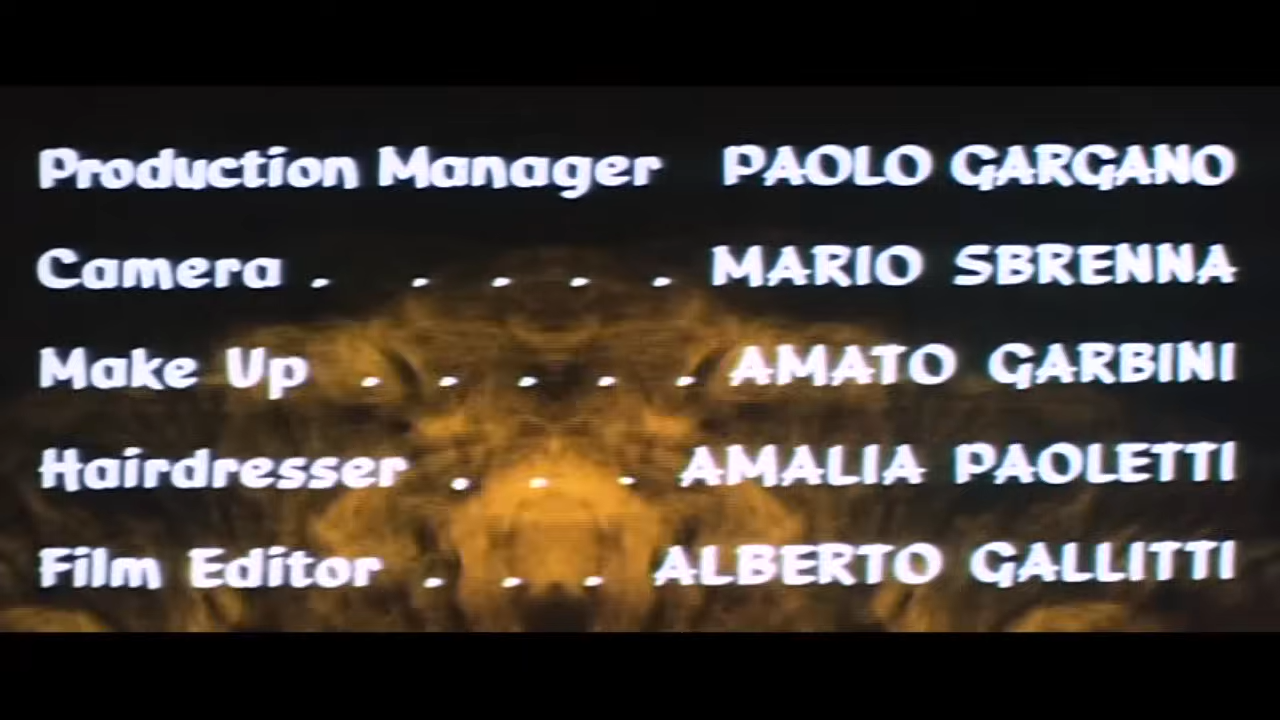 Production Manager PAOLO GARGANO
Camera . . . . . MARIO SBRENNA
Make Up . . . . . AMATO GARBINI
Hairdresser . . . AMALIA PAOLETTI
Film Editor . . . ALBERTO GALLITTI